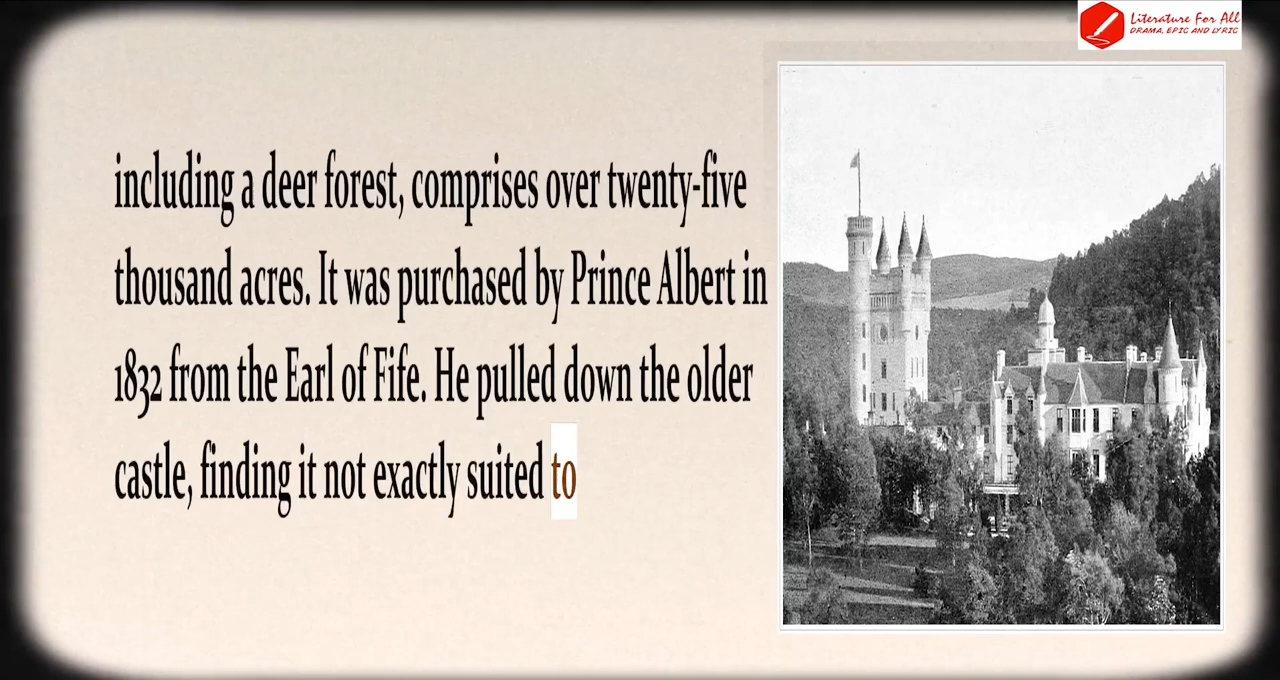 Literature For All
DRAMA, EPIC AND LYRIC
including a deer forest, comprises over twenty-five
thousand acres. It was purchased by Prince Albert in
1832 from the Earl of Fife. He pulled down the older
castle, finding it not exactly suited to